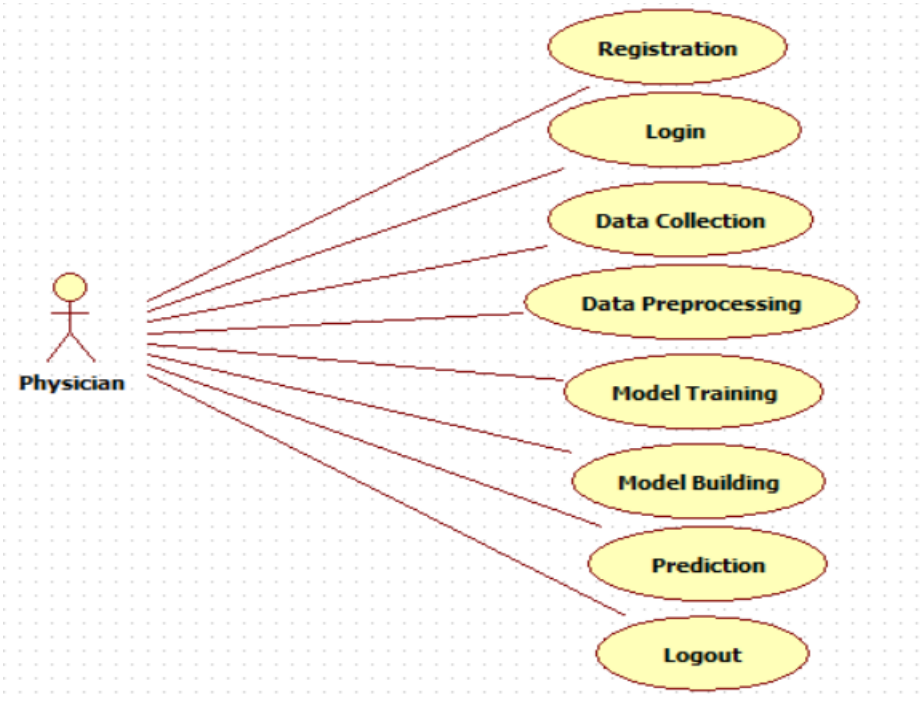 Registration
Login
Data Collection
Data Preprocessing
Physician
Model Training
Model Building
Prediction
Logout